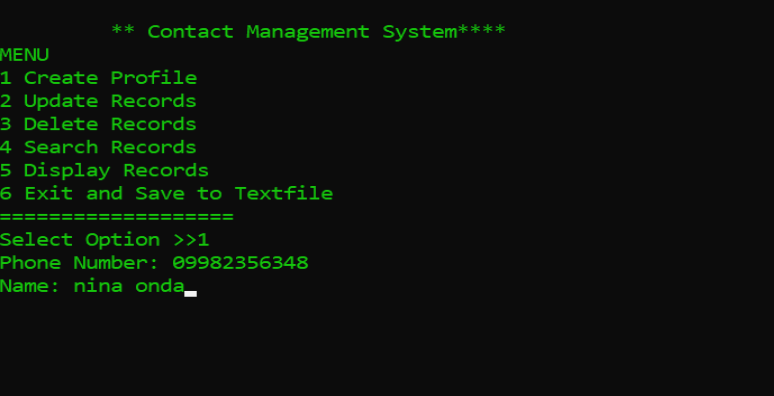 ** Contact Management System****
MENU
1 Create Profile
2 Update Records
3 Delete Records
4 Search Records
5 Display Records
6 Exit and Save to Textfile
===================
Select Option >>1
Phone Number: 09982356348
Name: nina onda